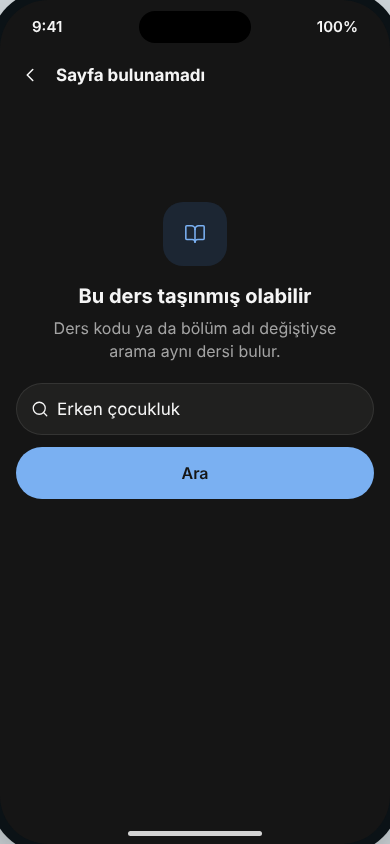 9:41
100%
Sayfa bulunamadı
Bu ders taşınmış olabilir
Ders kodu ya da bölüm adı değiştiyse
arama aynı dersi bulur.
Erken çocukluk
Ara